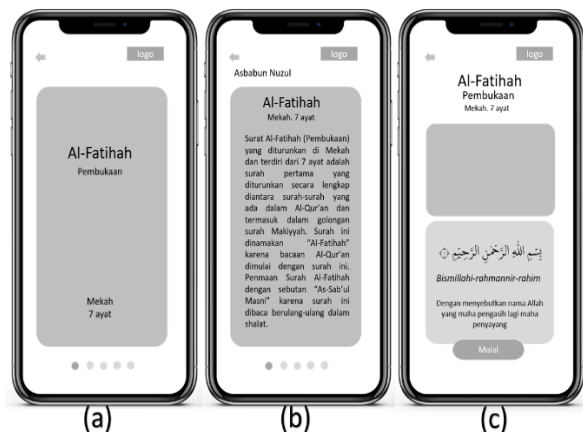 logo
Al-Fatihah
Pembukaan
Mekah
7 ayat
(a)
logo
Asbabun Nuzul
Al-Fatihah
Mekah. 7 ayat
Surat Al-Fatihah (Pembukaan)
yang diturunkan di Mekah
dan terdiri dari 7 ayat adalah
surah pertama yang
diturunkan secara lengkap
diantara surah-surah yang
ada dalam Al-Qur'an dan
termasuk dalam golongan
surah Makiyyah. Surah ini
dinamakan "Al-Fatihah"
karena bacaan Al-Qur'an
dimulai dengan surah ini.
Penmaan Surah Al-Fatihah
dengan sebutan "As-Sab'ul
Masni" karena surah ini
dibaca berulang-ulang dalam
shalat.
(b)
logo
Al-Fatihah
Pembukaan
Mekah. 7 ayat
بِسْمِ اللَّهِ الرَّحْمَٰنِ الرَّحِيمِ ١
Bismillahi-rahmannir-rahim
Dengan menyebutkan nama Allah
yang maha pengasih lagi maha
penyayang
Mulai
(c)